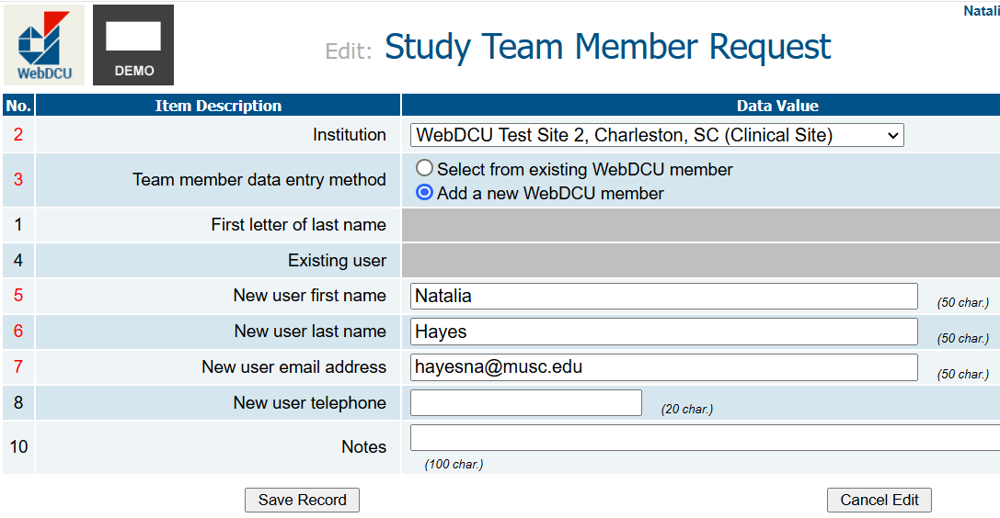 Natali
WebDCU
DEMO
Edit: Study Team Member Request
No. Item Description Data Value
2 Institution WebDCU Test Site 2, Charleston, SC (Clinical Site)
3 Team member data entry method Select from existing WebDCU member
Add a new WebDCU member
1 First letter of last name
4 Existing user
5 New user first name Natalia (50 char.)
6 New user last name Hayes (50 char.)
7 New user email address hayesna@musc.edu (50 char.)
8 New user telephone (20 char.)
10 Notes
(100 char.)
Save Record Cancel Edit